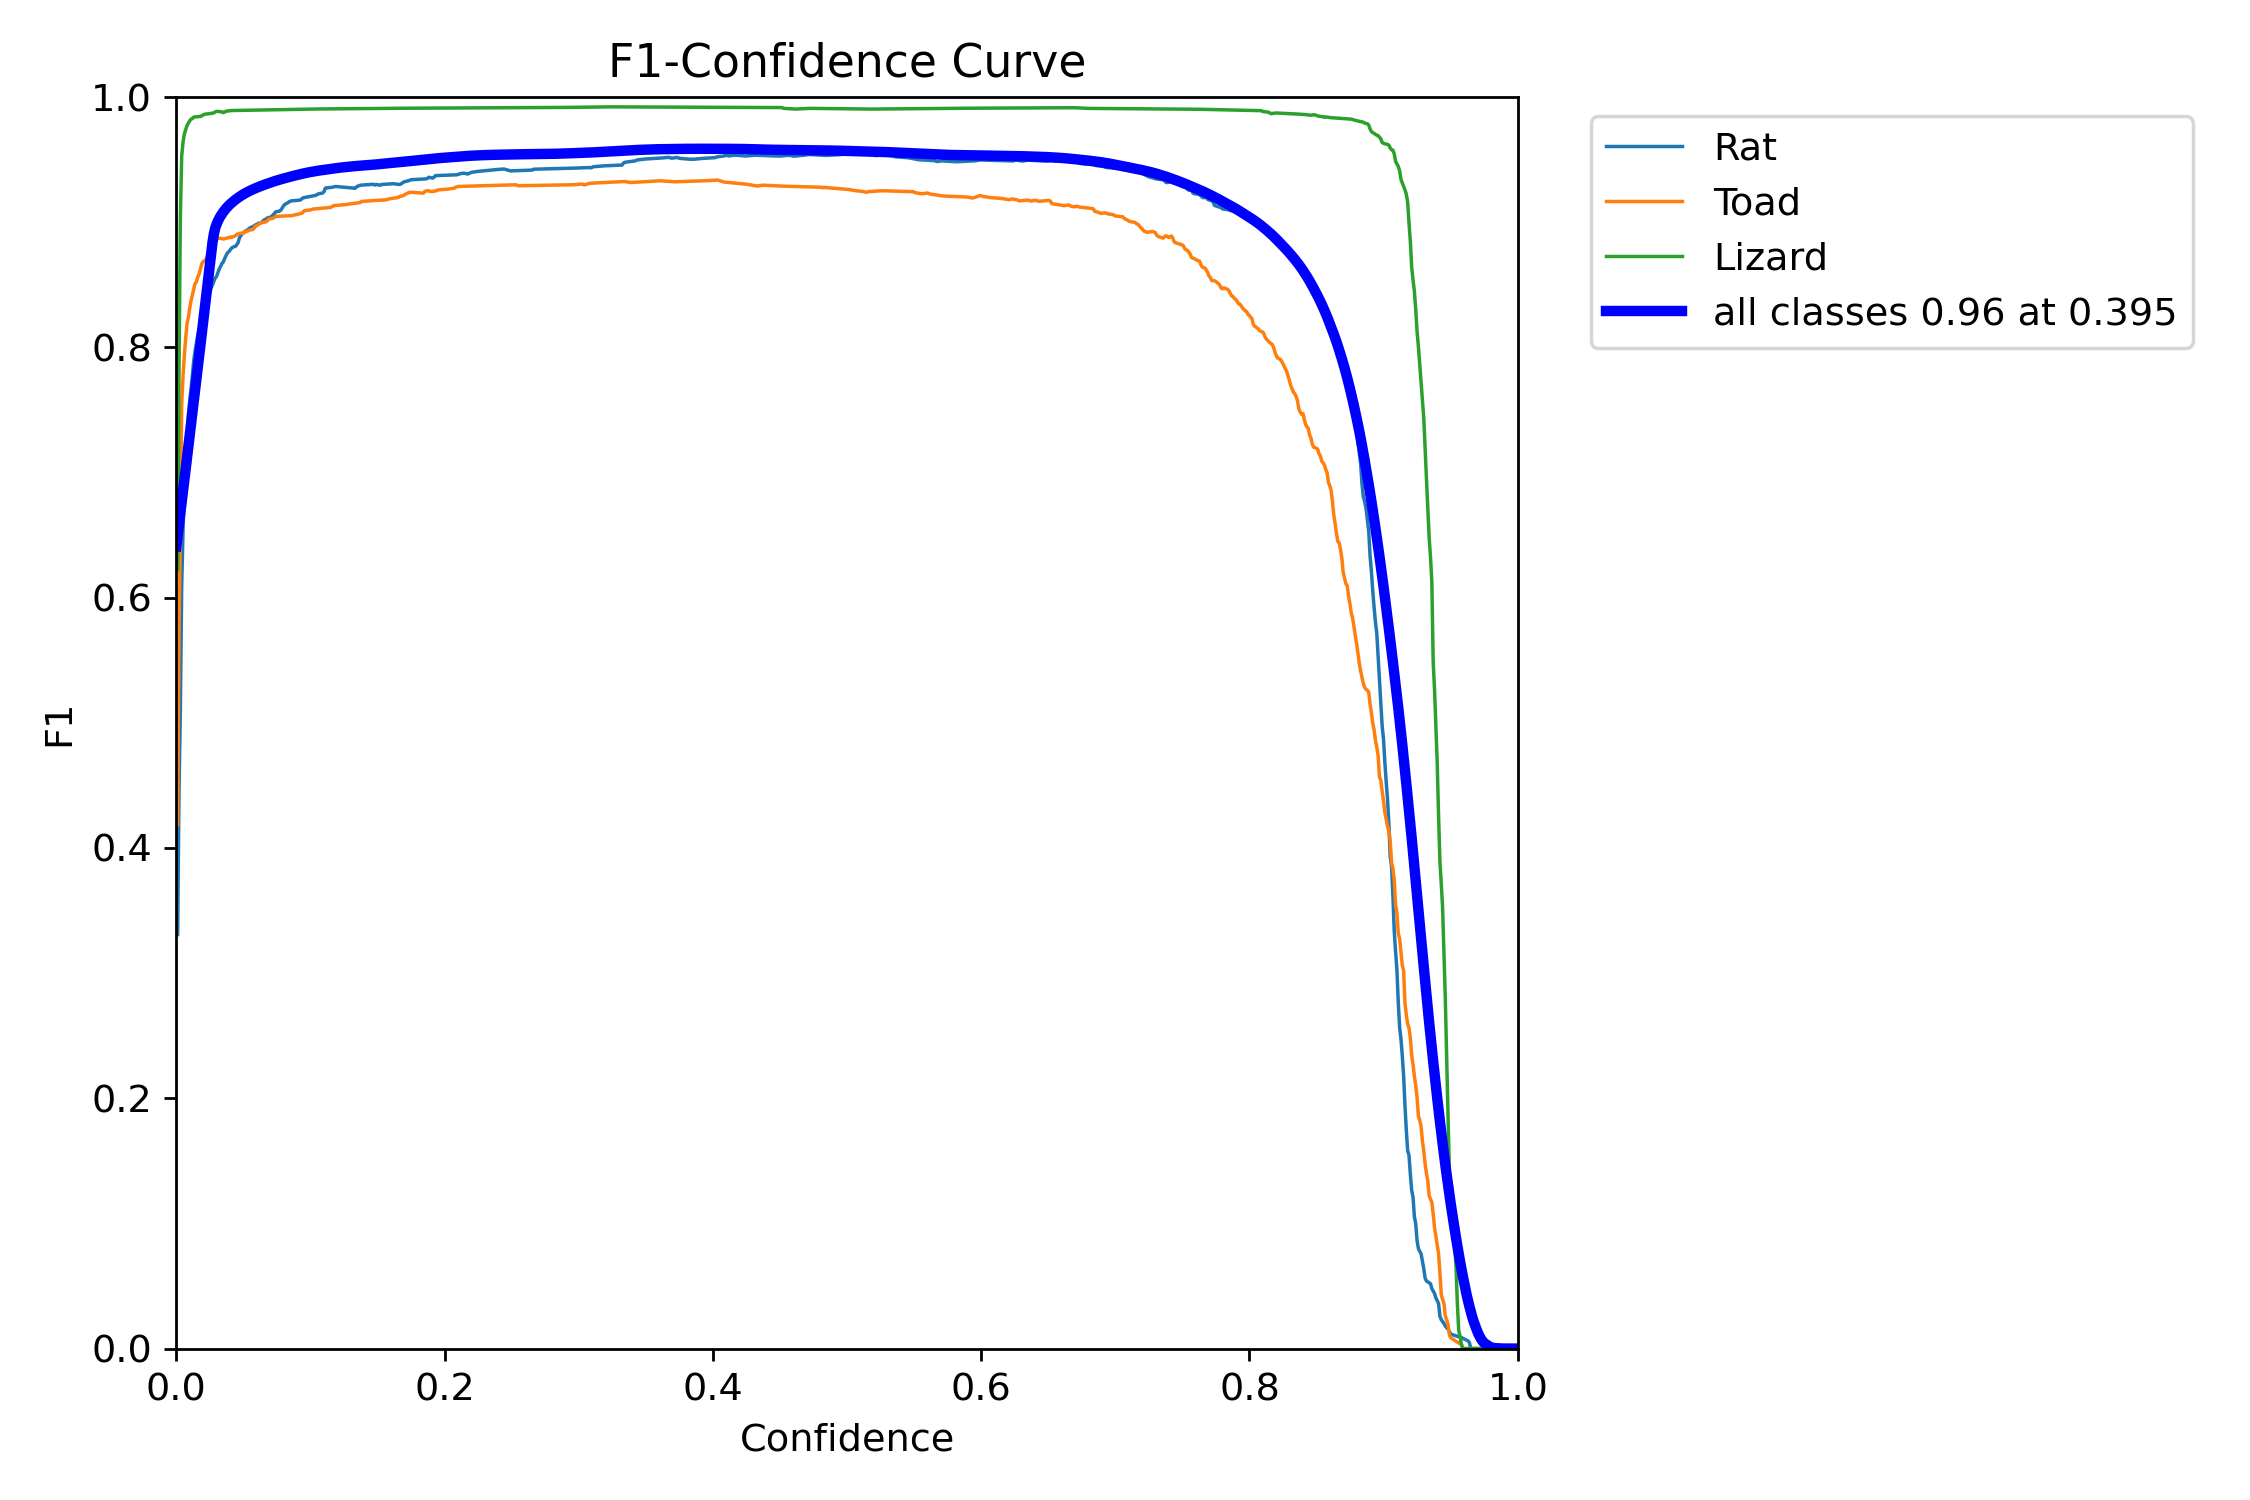 F1-Confidence Curve
1.0
0.8
0.6
0.4
0.2
0.0
F1
0.0 0.2 0.4 0.6 0.8 1.0
Confidence
Rat
Toad
Lizard
all classes 0.96 at 0.395